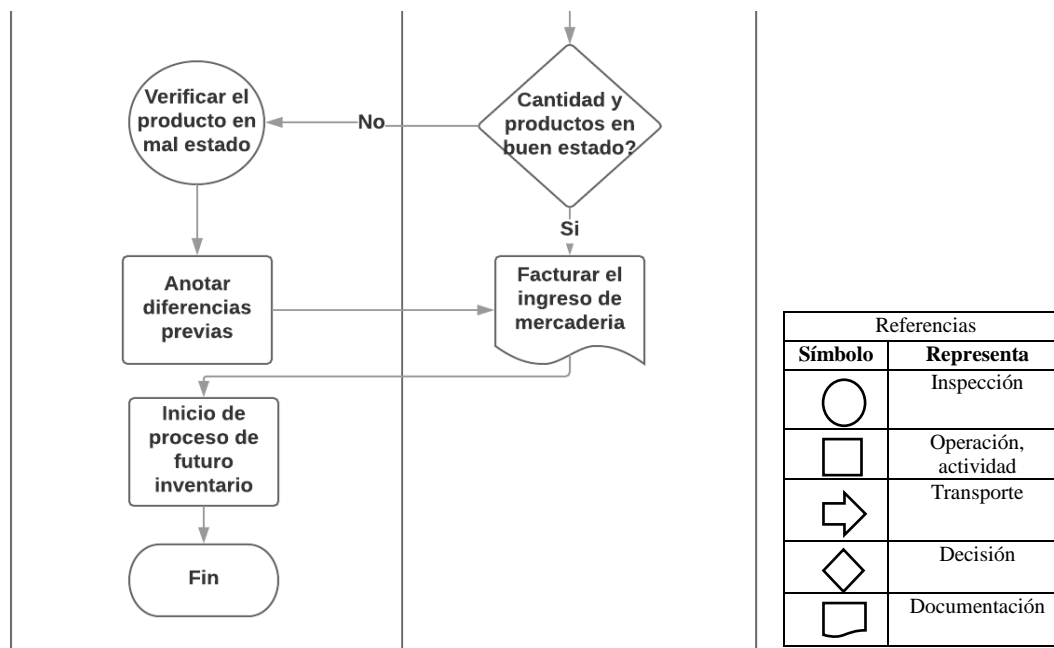 Verificar el
producto en
mal estado
No
Cantidad y
productos en
buen estado?
Si
Anotar
diferencias
previas
Facturar el
ingreso de
mercaderia
Inicio de
proceso de
futuro
inventario
Fin
Referencias
Símbolo Representa
Inspección
Operación,
actividad
Transporte
Decisión
Documentación